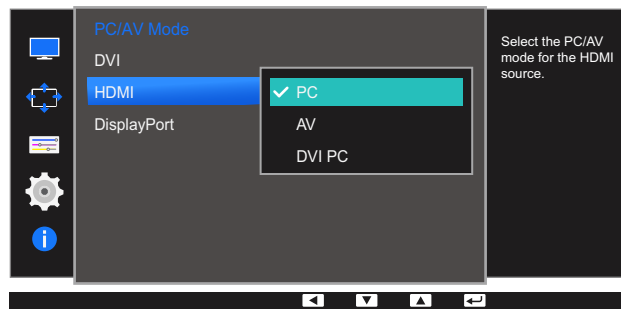 PC/AV Mode
DVI
HDMI
DisplayPort
PC
AV
DVI PC
Select the PC/AV
mode for the HDMI
source.